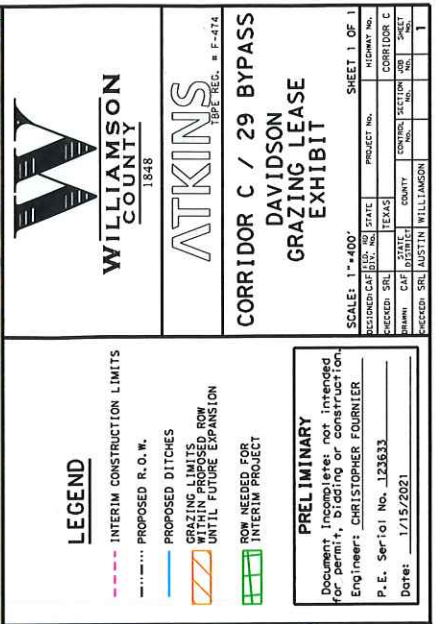 LEGEND
INTERIM CONSTRUCTION LIMITS
PROPOSED R.O.W.
PROPOSED DITCHES
GRAZING LIMITS
WITHIN PROPOSED ROW
UNTIL FUTURE EXPANSION
ROW NEEDED FOR
INTERIM PROJECT
PRELIMINARY
Document incomplete: not intended
for permit, bidding or construction.
Engineer: CHRISTOPHER FOURNIER
P.E. Serial No. 123633
Date: 1/15/2021
WILLIAMSON
COUNTY
1848
ATKINS
TBPE REG. # F-474
CORRIDOR C / 29 BYPASS
DAVIDSON
GRAZING LEASE
EXHIBIT
SCALE: 1"=400' SHEET 1 OF 1
DESIGNED: CAF FED. RD DIV. No. STATE PROJECT No. HIGHWAY No.
CHECKED: SRL TEXAS CORRIDOR C
DRAWN: CAF STATE DISTRICT COUNTY CONTROL No. SECTION No. JOB No. SHEET No.
CHECKED: SRL AUSTIN WILLIAMSON 1